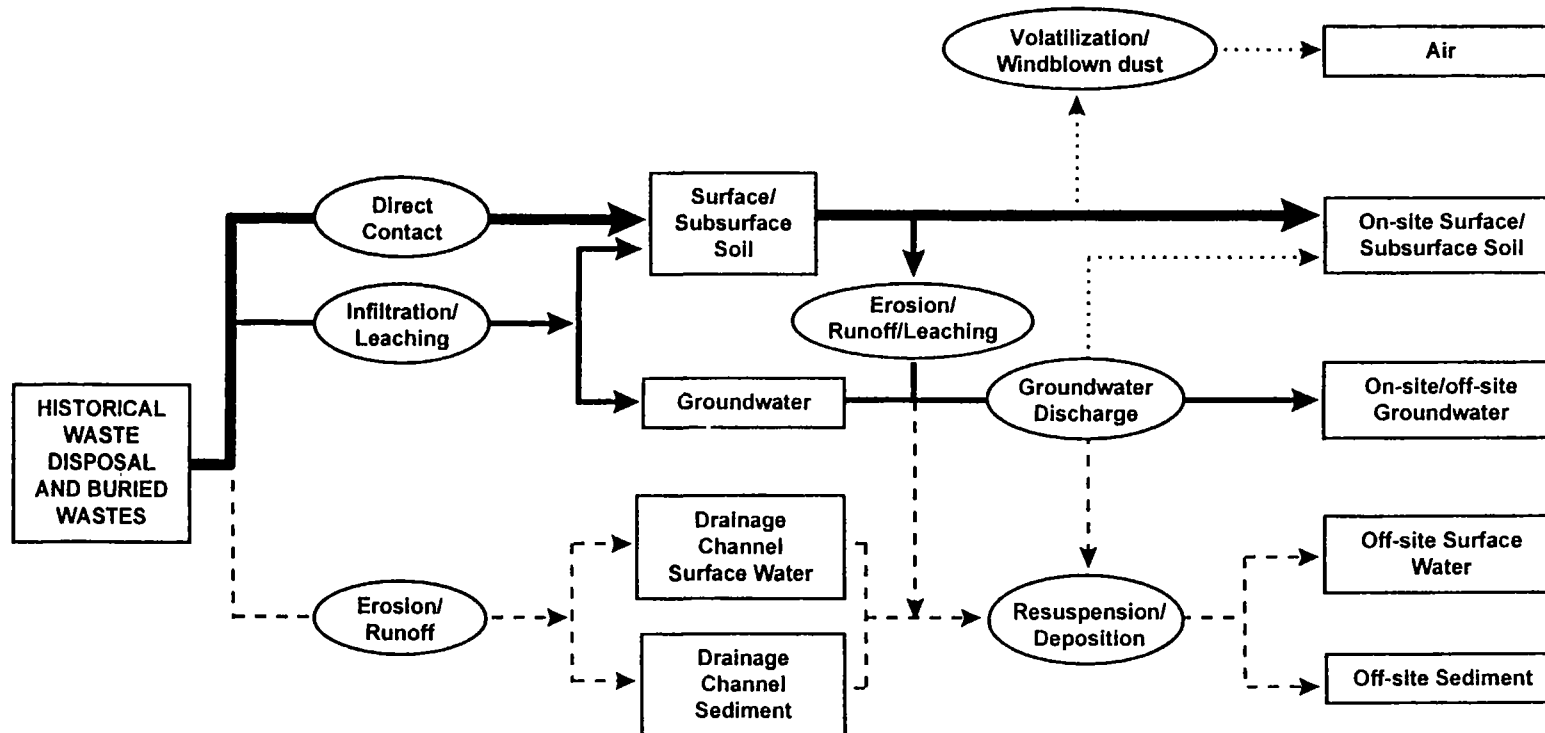 Volatilization/
Windblown dust
Air
Direct
Contact
Surface/
Subsurface
Soil
On-site Surface/
Subsurface Soil
Infiltration/
Leaching
Erosion/
Runoff/Leaching
HISTORICAL
WASTE
DISPOSAL
AND BURIED
WASTES
Groundwater
Groundwater
Discharge
On-site/off-site
Groundwater
Drainage
Channel
Surface Water
Off-site Surface
Water
Erosion/
Runoff
Resuspension/
Deposition
Drainage
Channel
Sediment
Off-site Sediment